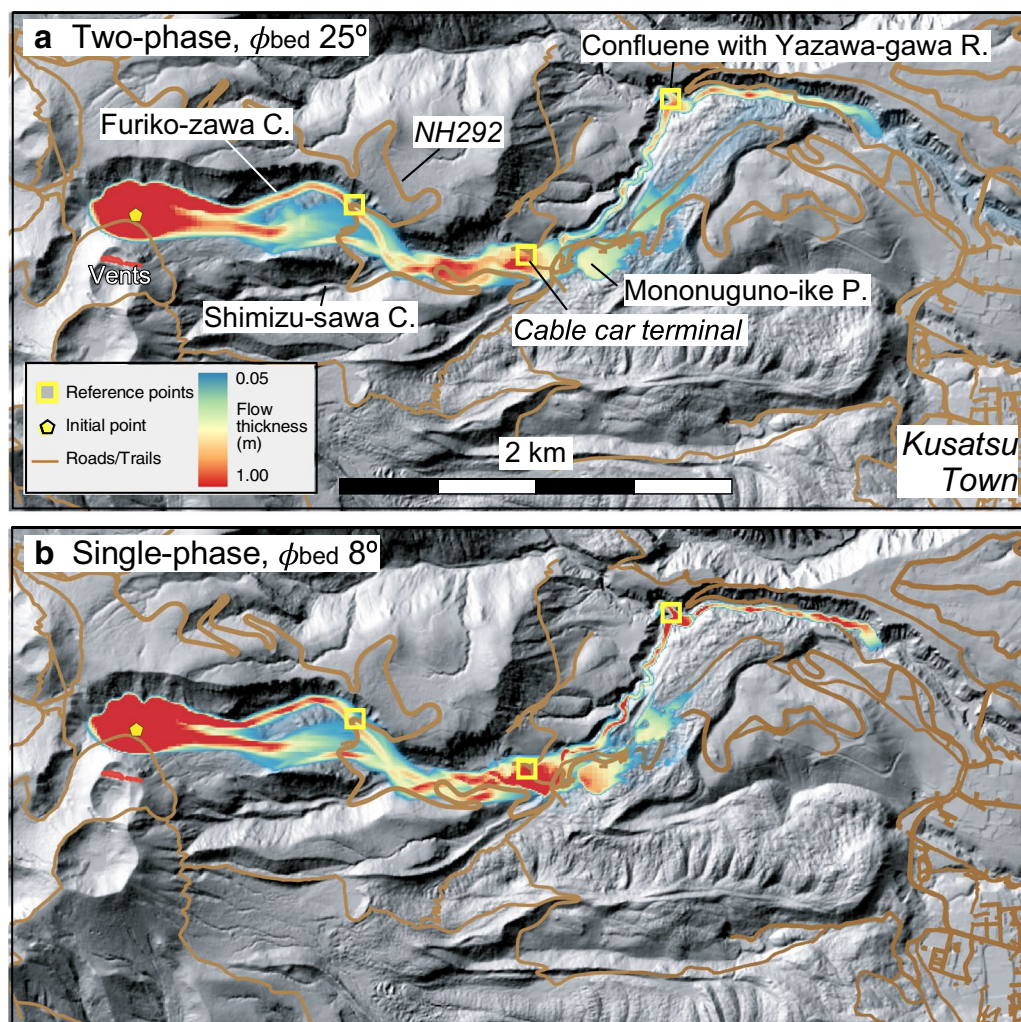 a Two-phase, ϕbed 25º
Confluene with Yazawa-gawa R.
Furiko-zawa C.
NH292
Vents
Shimizu-sawa C.
Mononuguno-ike P.
Cable car terminal
Reference points
Initial point
Roads/Trails
0.05
Flow
thickness
(m)
1.00
2 km
Kusatsu
Town
b Single-phase, ϕbed 8º